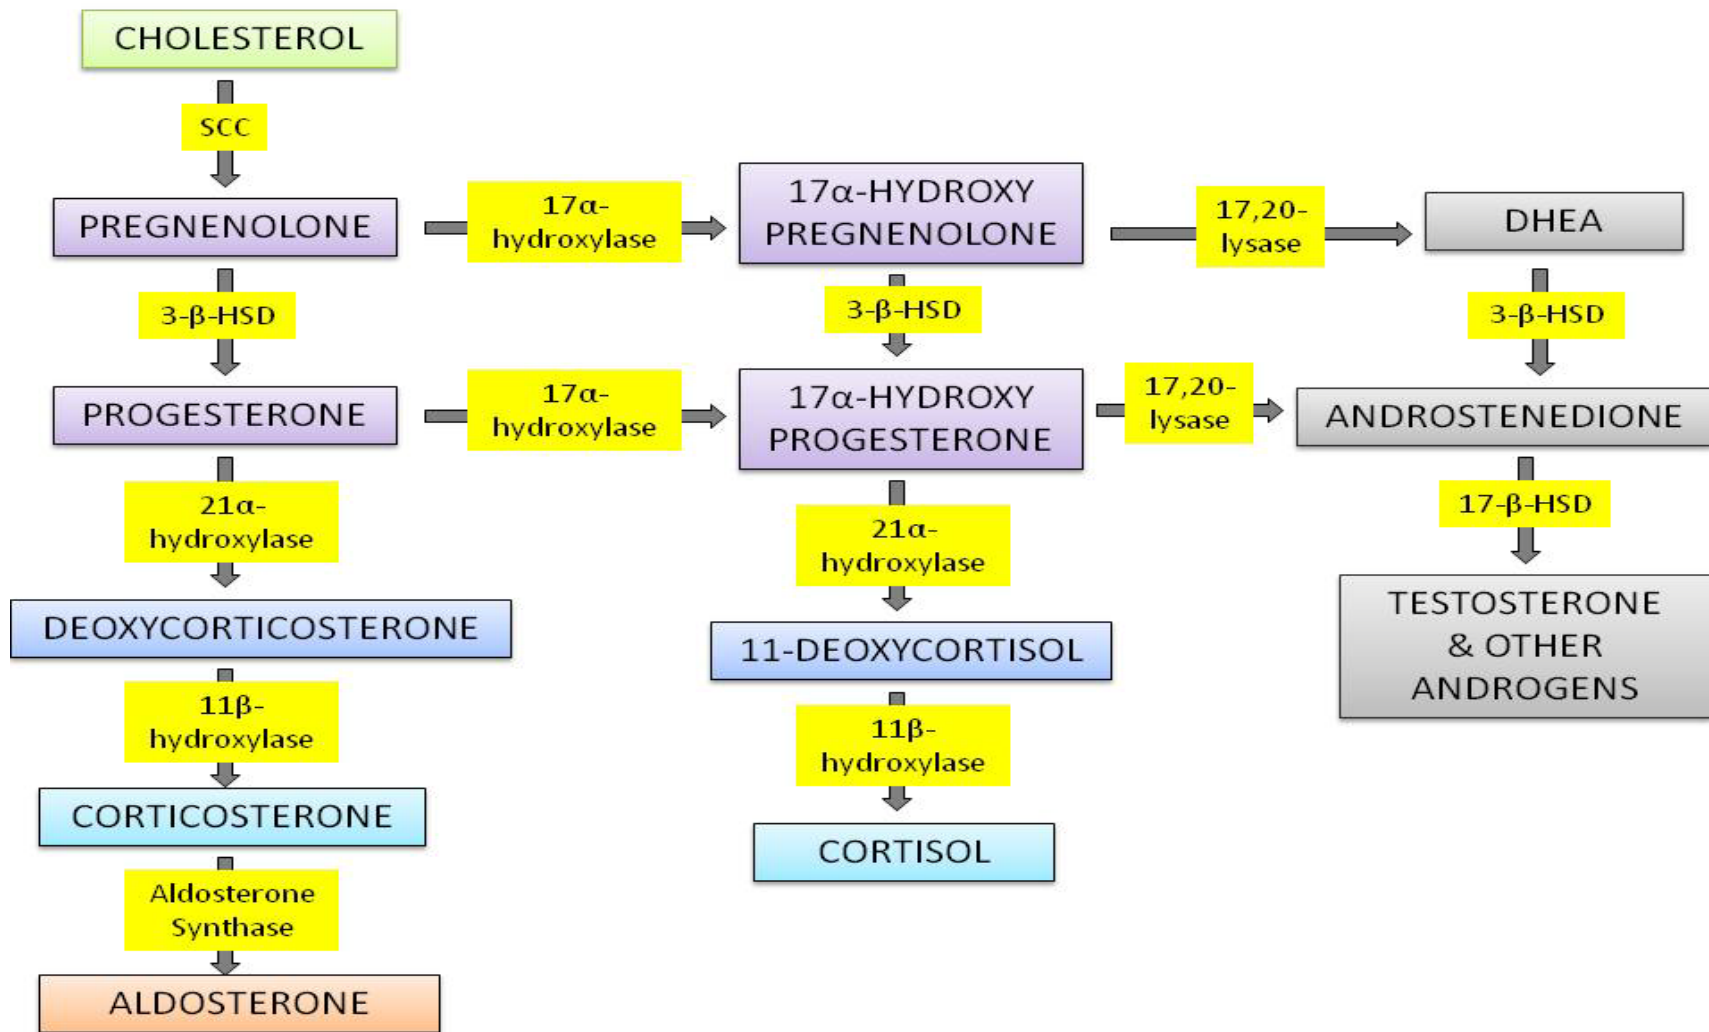 CHOLESTEROL
SCC
PREGNENOLONE
17α-
hydroxylase
17α-HYDROXY
PREGNENOLONE
17,20-
lysase
DHEA
3-β-HSD
3-β-HSD
3-β-HSD
PROGESTERONE
17α-
hydroxylase
17α-HYDROXY
PROGESTERONE
17,20-
lysase
ANDROSTENEDIONE
21α-
hydroxylase
21α-
hydroxylase
17-β-HSD
DEOXYCORTICOSTERONE
11-DEOXYCORTISOL
TESTOSTERONE
& OTHER
ANDROGENS
11β-
hydroxylase
11β-
hydroxylase
CORTICOSTERONE
CORTISOL
Aldosterone
Synthase
ALDOSTERONE